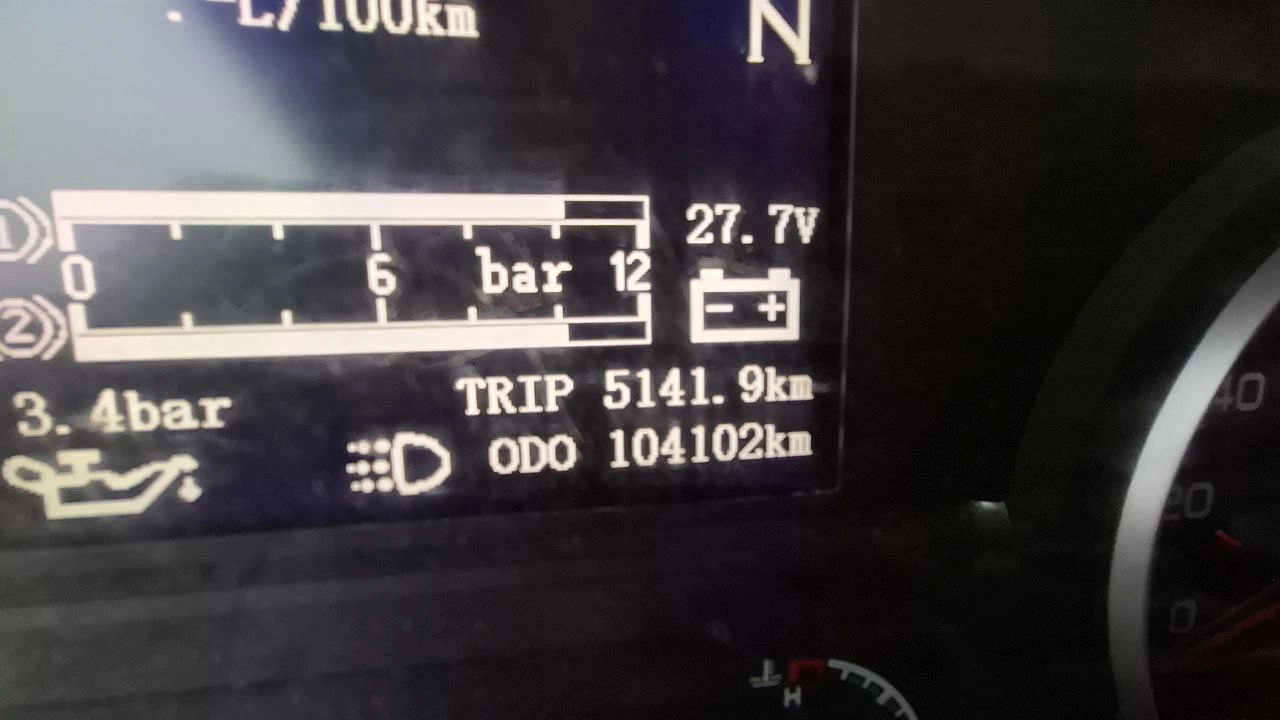 L/100km
N
1
27.7V
0 6 bar 12
2
- +
3.4bar
TRIP 5141.9km
ODO 104102km
40
20
0
H